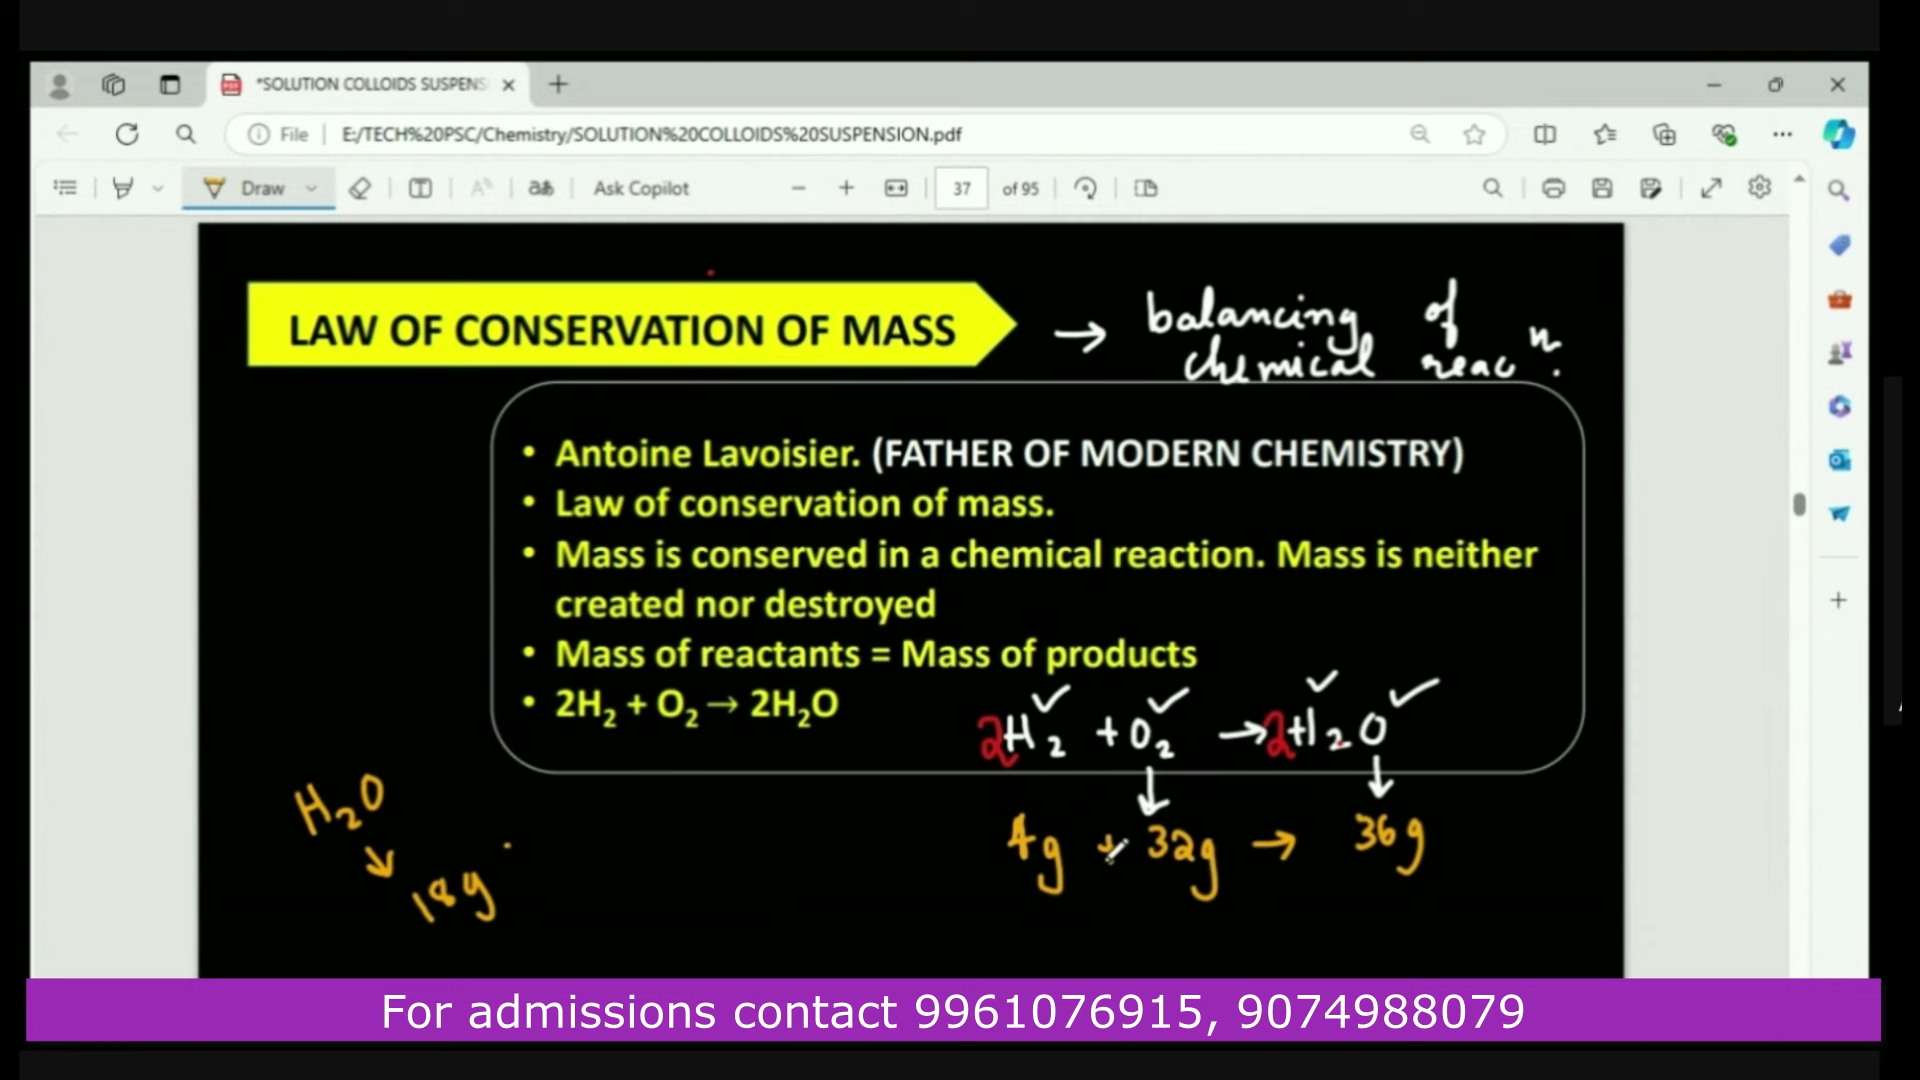 *SOLUTION COLLOIDS SUSPENS
File | E:/TECH%20PSC/Chemistry/SOLUTION%20COLLOIDS%20SUSPENSION.pdf
Draw Ask Copilot 37 of 95
LAW OF CONSERVATION OF MASS → balancing of
chemical reacⁿ.
• Antoine Lavoisier. (FATHER OF MODERN CHEMISTRY)
• Law of conservation of mass.
• Mass is conserved in a chemical reaction. Mass is neither
created nor destroyed
• Mass of reactants = Mass of products
• 2H₂ + O₂ → 2H₂O
2H₂ + O₂ → 2H₂O
H₂O
4g + 32g → 36g
18g
For admissions contact 9961076915, 9074988079